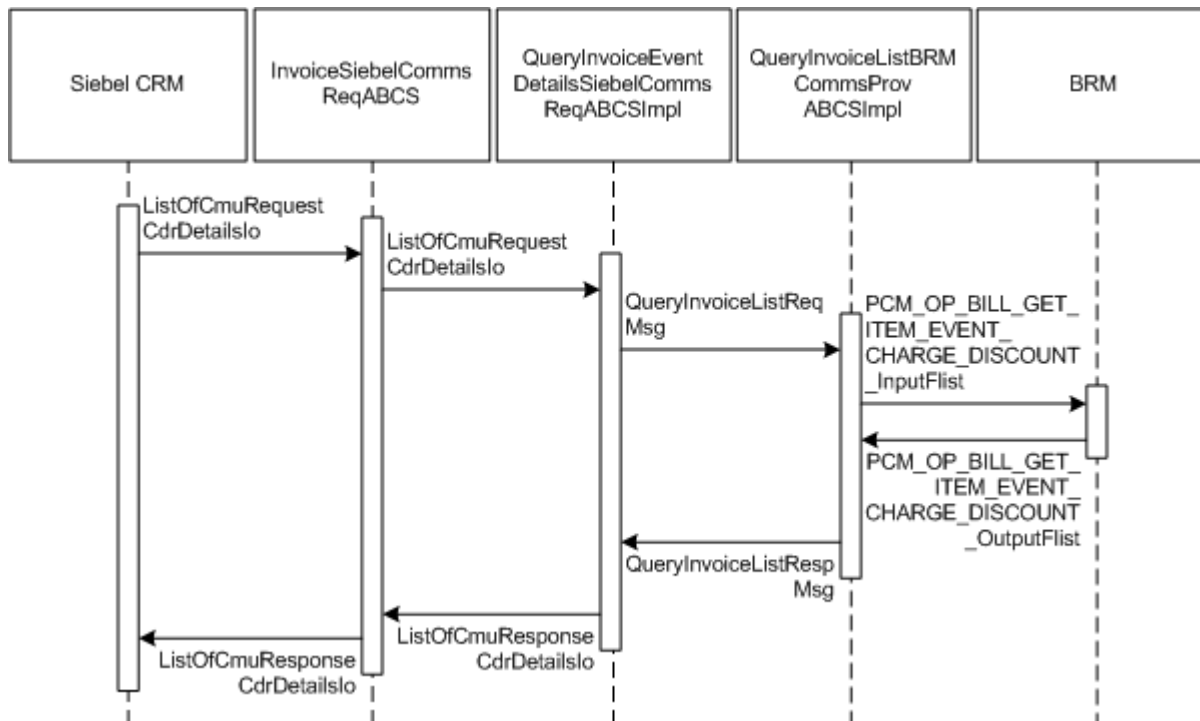 Siebel CRM
InvoiceSiebelComms
ReqABCS
QueryInvoiceEvent
DetailsSiebelComms
ReqABCSImpl
QueryInvoiceListBRM
CommsProv
ABCSImpl
BRM
ListOfCmuRequest
CdrDetailsIo
ListOfCmuRequest
CdrDetailsIo
QueryInvoiceListReq
Msg
PCM_OP_BILL_GET_
ITEM_EVENT_
CHARGE_DISCOUNT
_InputFlist
PCM_OP_BILL_GET_
ITEM_EVENT_
CHARGE_DISCOUNT
_OutputFlist
QueryInvoiceListResp
Msg
ListOfCmuResponse
CdrDetailsIo
ListOfCmuResponse
CdrDetailsIo